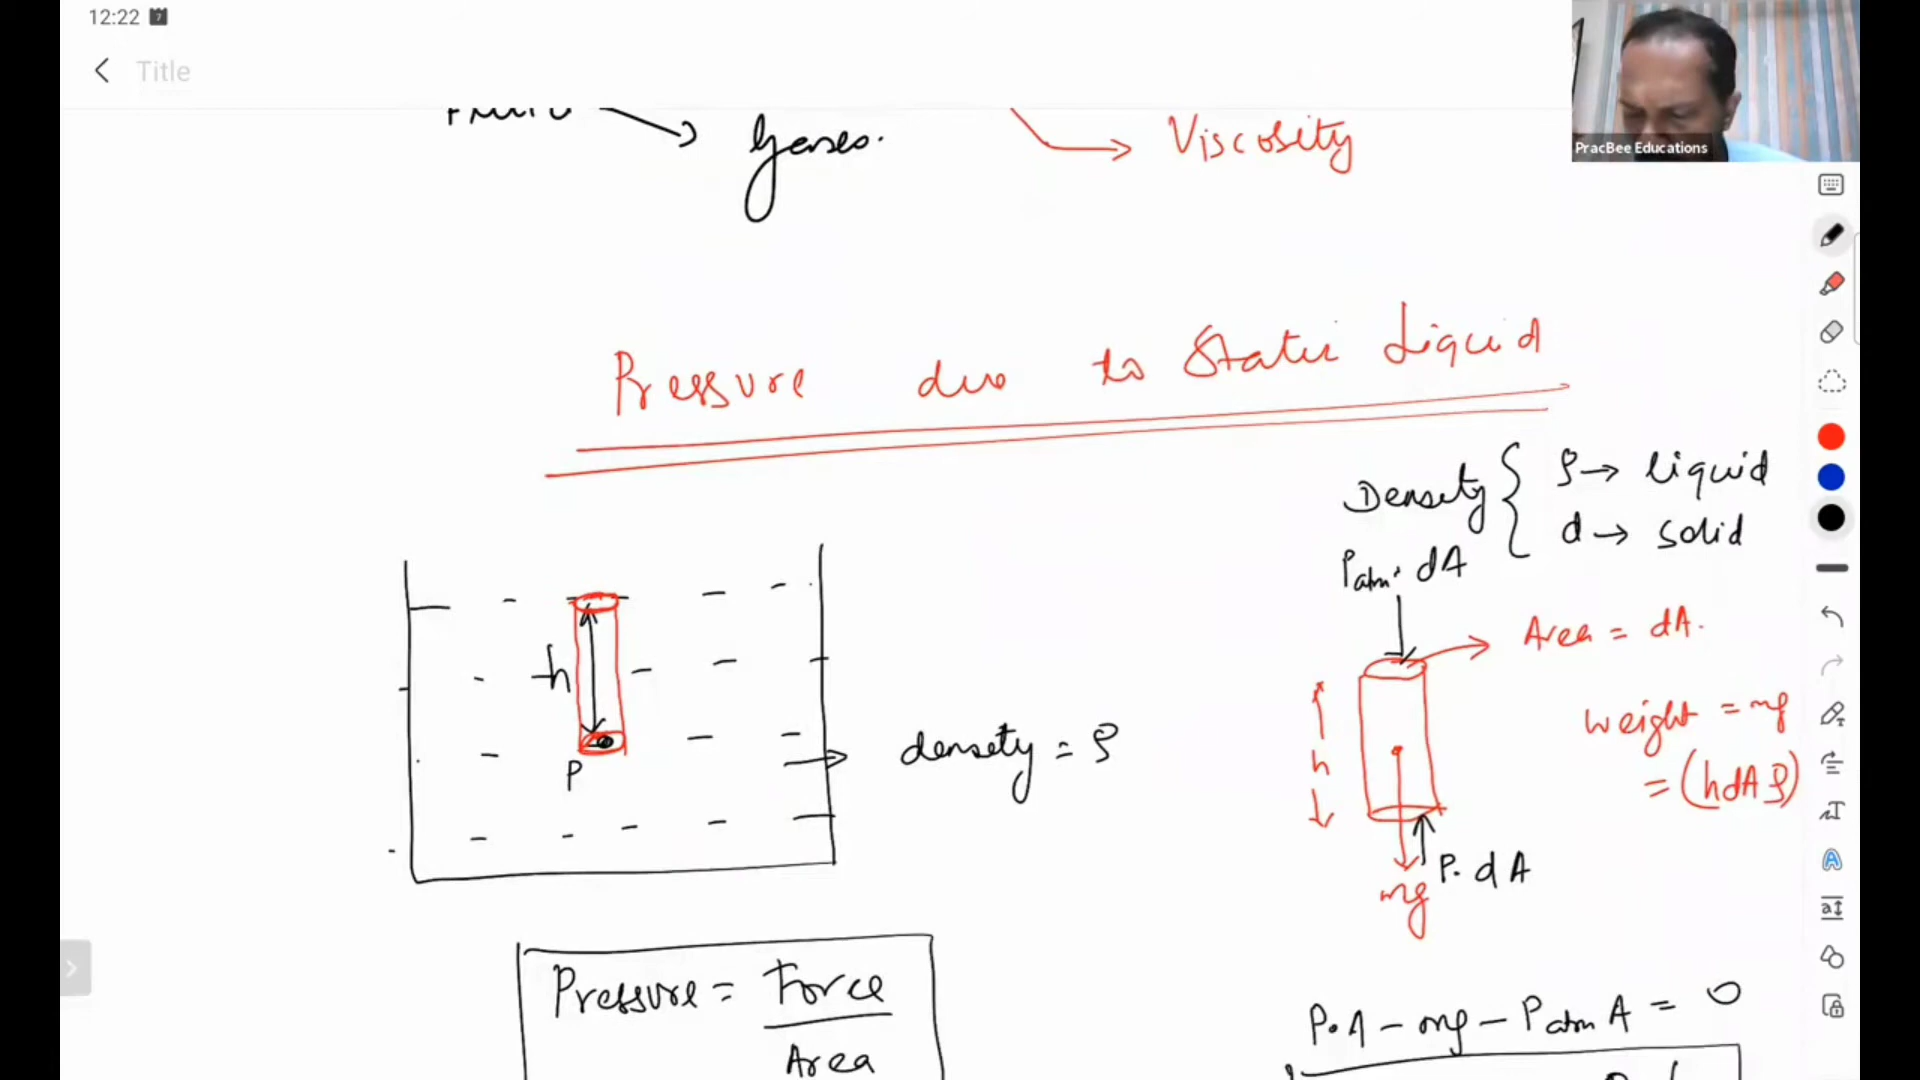 12:22 7
Title
PracBee Educations
Gases.
Viscosity
Pressure due to Static Liquid
Density { ρ → liquid
d → solid
Patm. dA
Area = dA.
h
P
density = ρ
h
weight = mg
= (hdAρ)
mg
P. dA
Pressure = Force
Area
P.A - mg - Patm A = 0